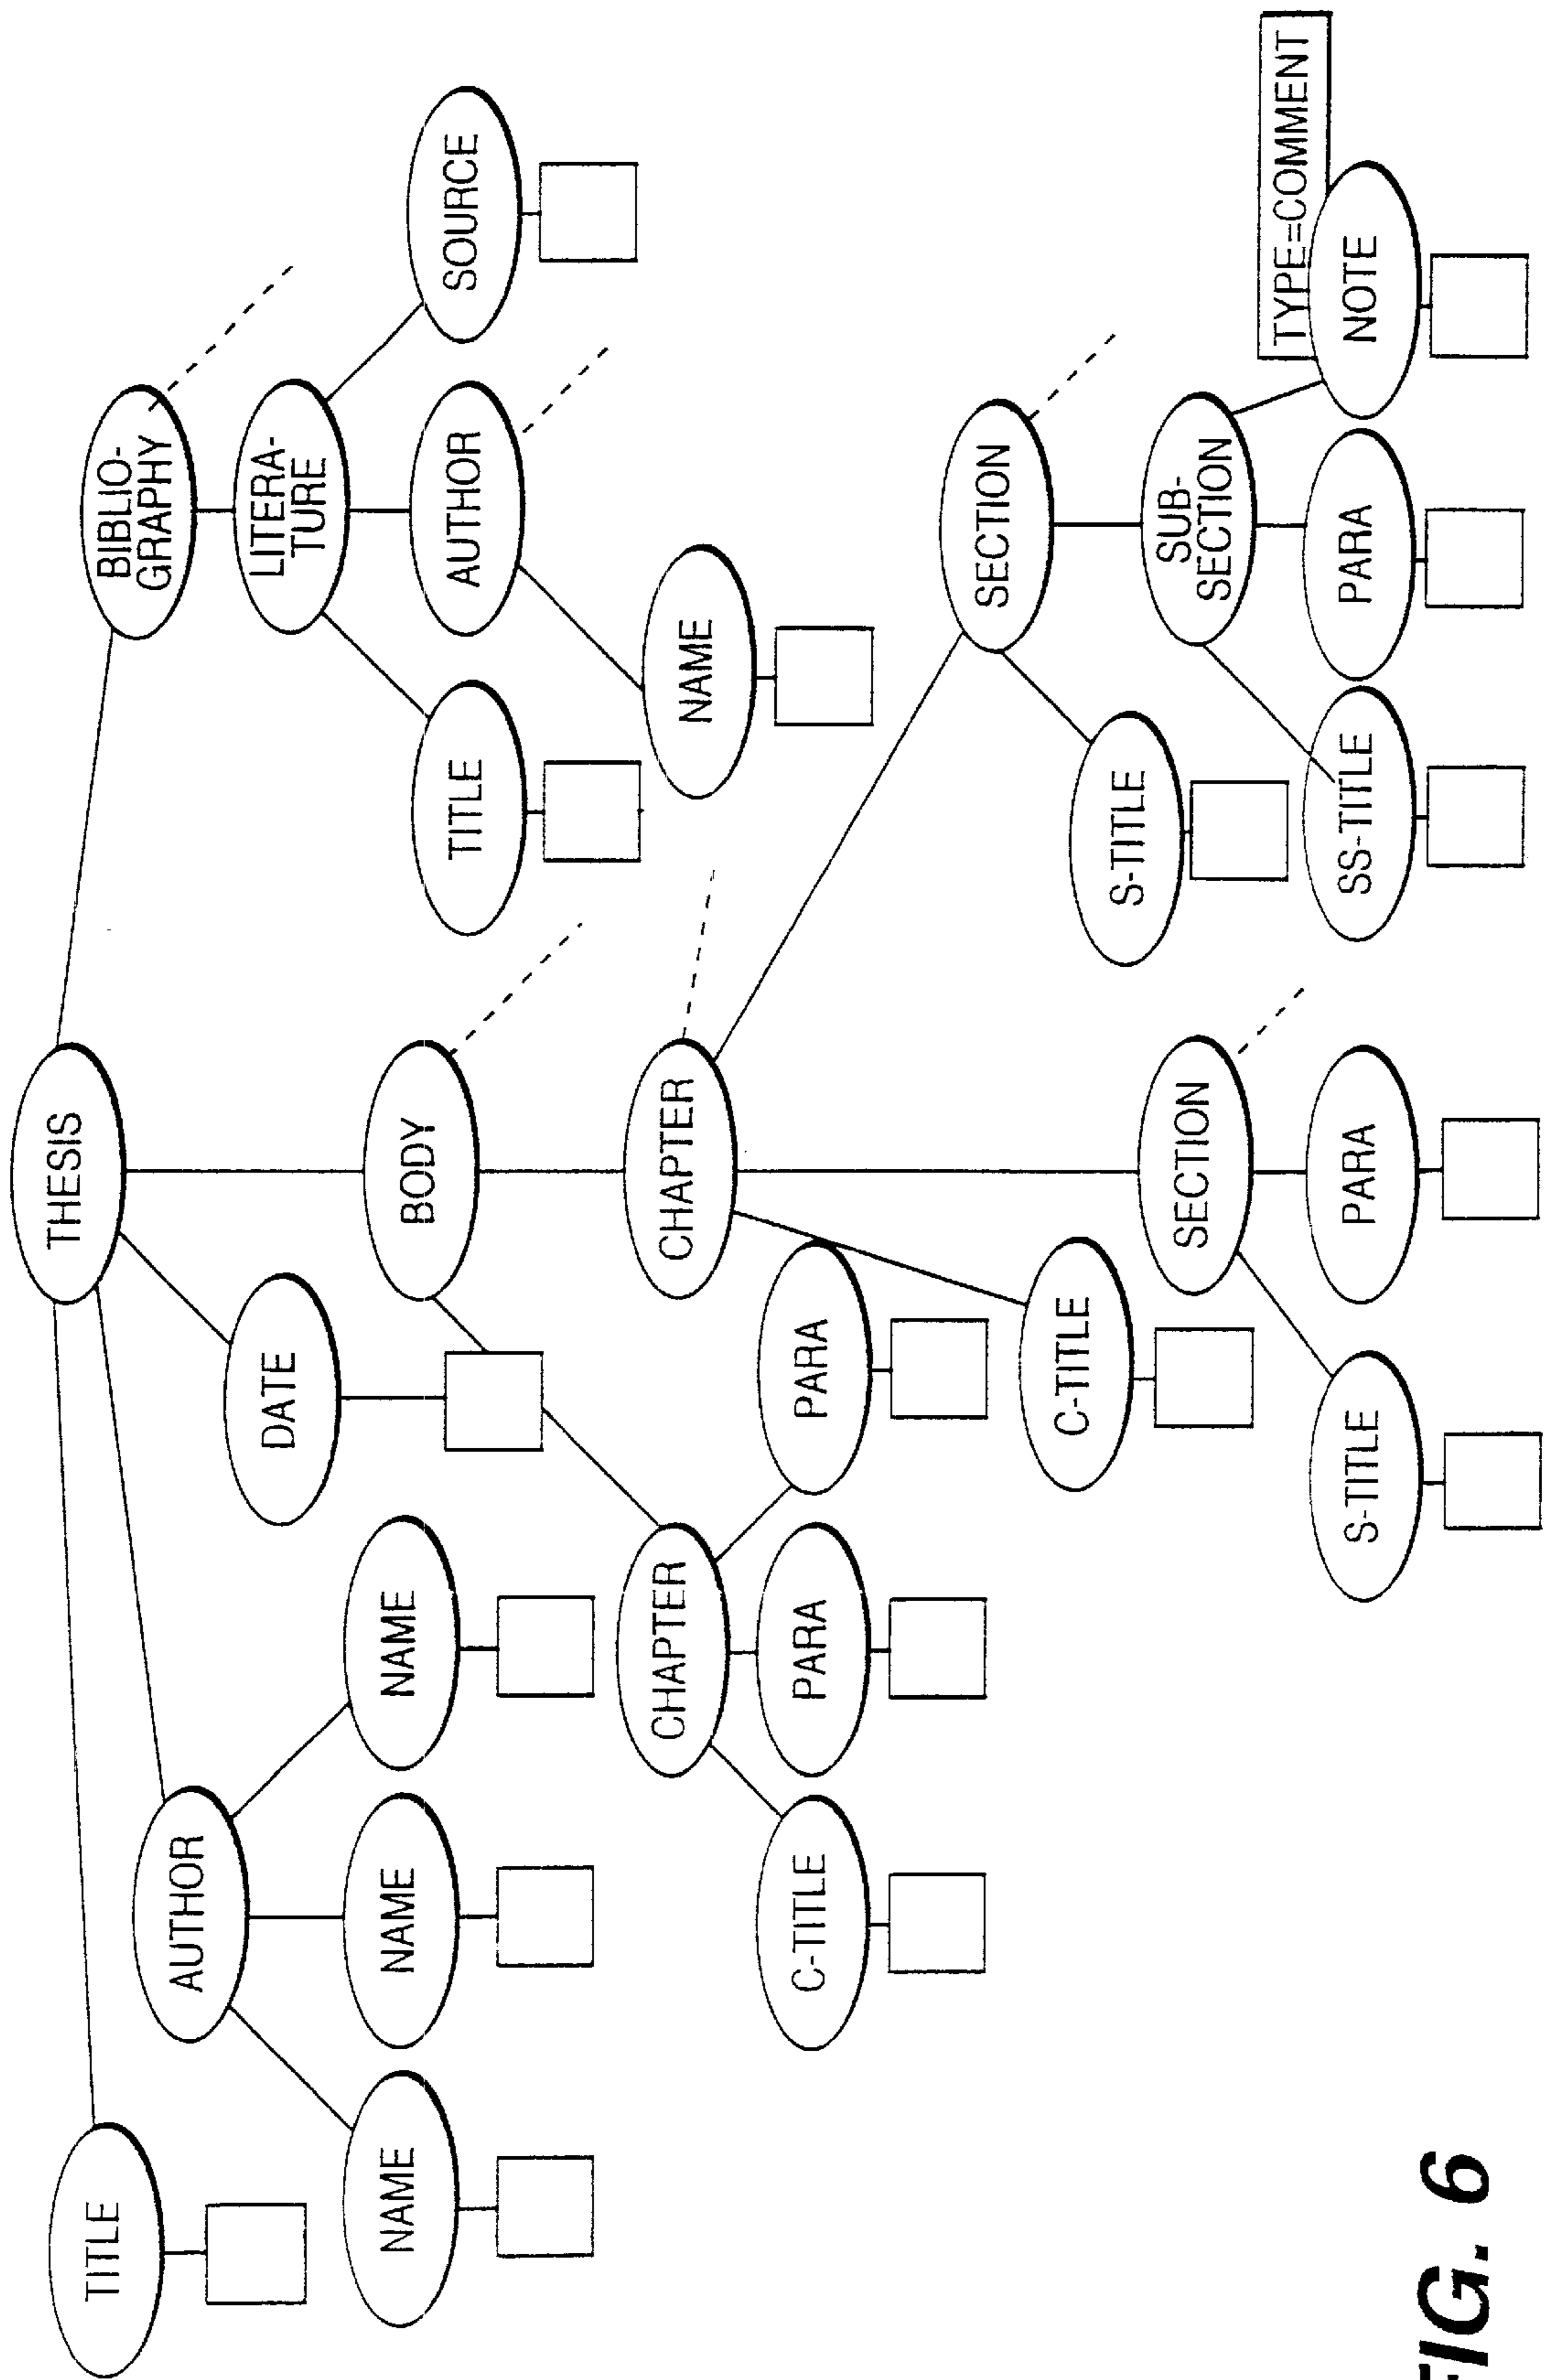 THESIS
TITLE
AUTHOR
DATE
BIBLIO-
GRAPHY
LITERA-
TURE
NAME
NAME
NAME
BODY
TITLE
AUTHOR
SOURCE
CHAPTER
CHAPTER
NAME
C-TITLE
PARA
PARA
SECTION
C-TITLE
S-TITLE
SECTION
SUB-
SECTION
TYPE=COMMENT
S-TITLE
PARA
SS-TITLE
PARA
NOTE
FIG. 6